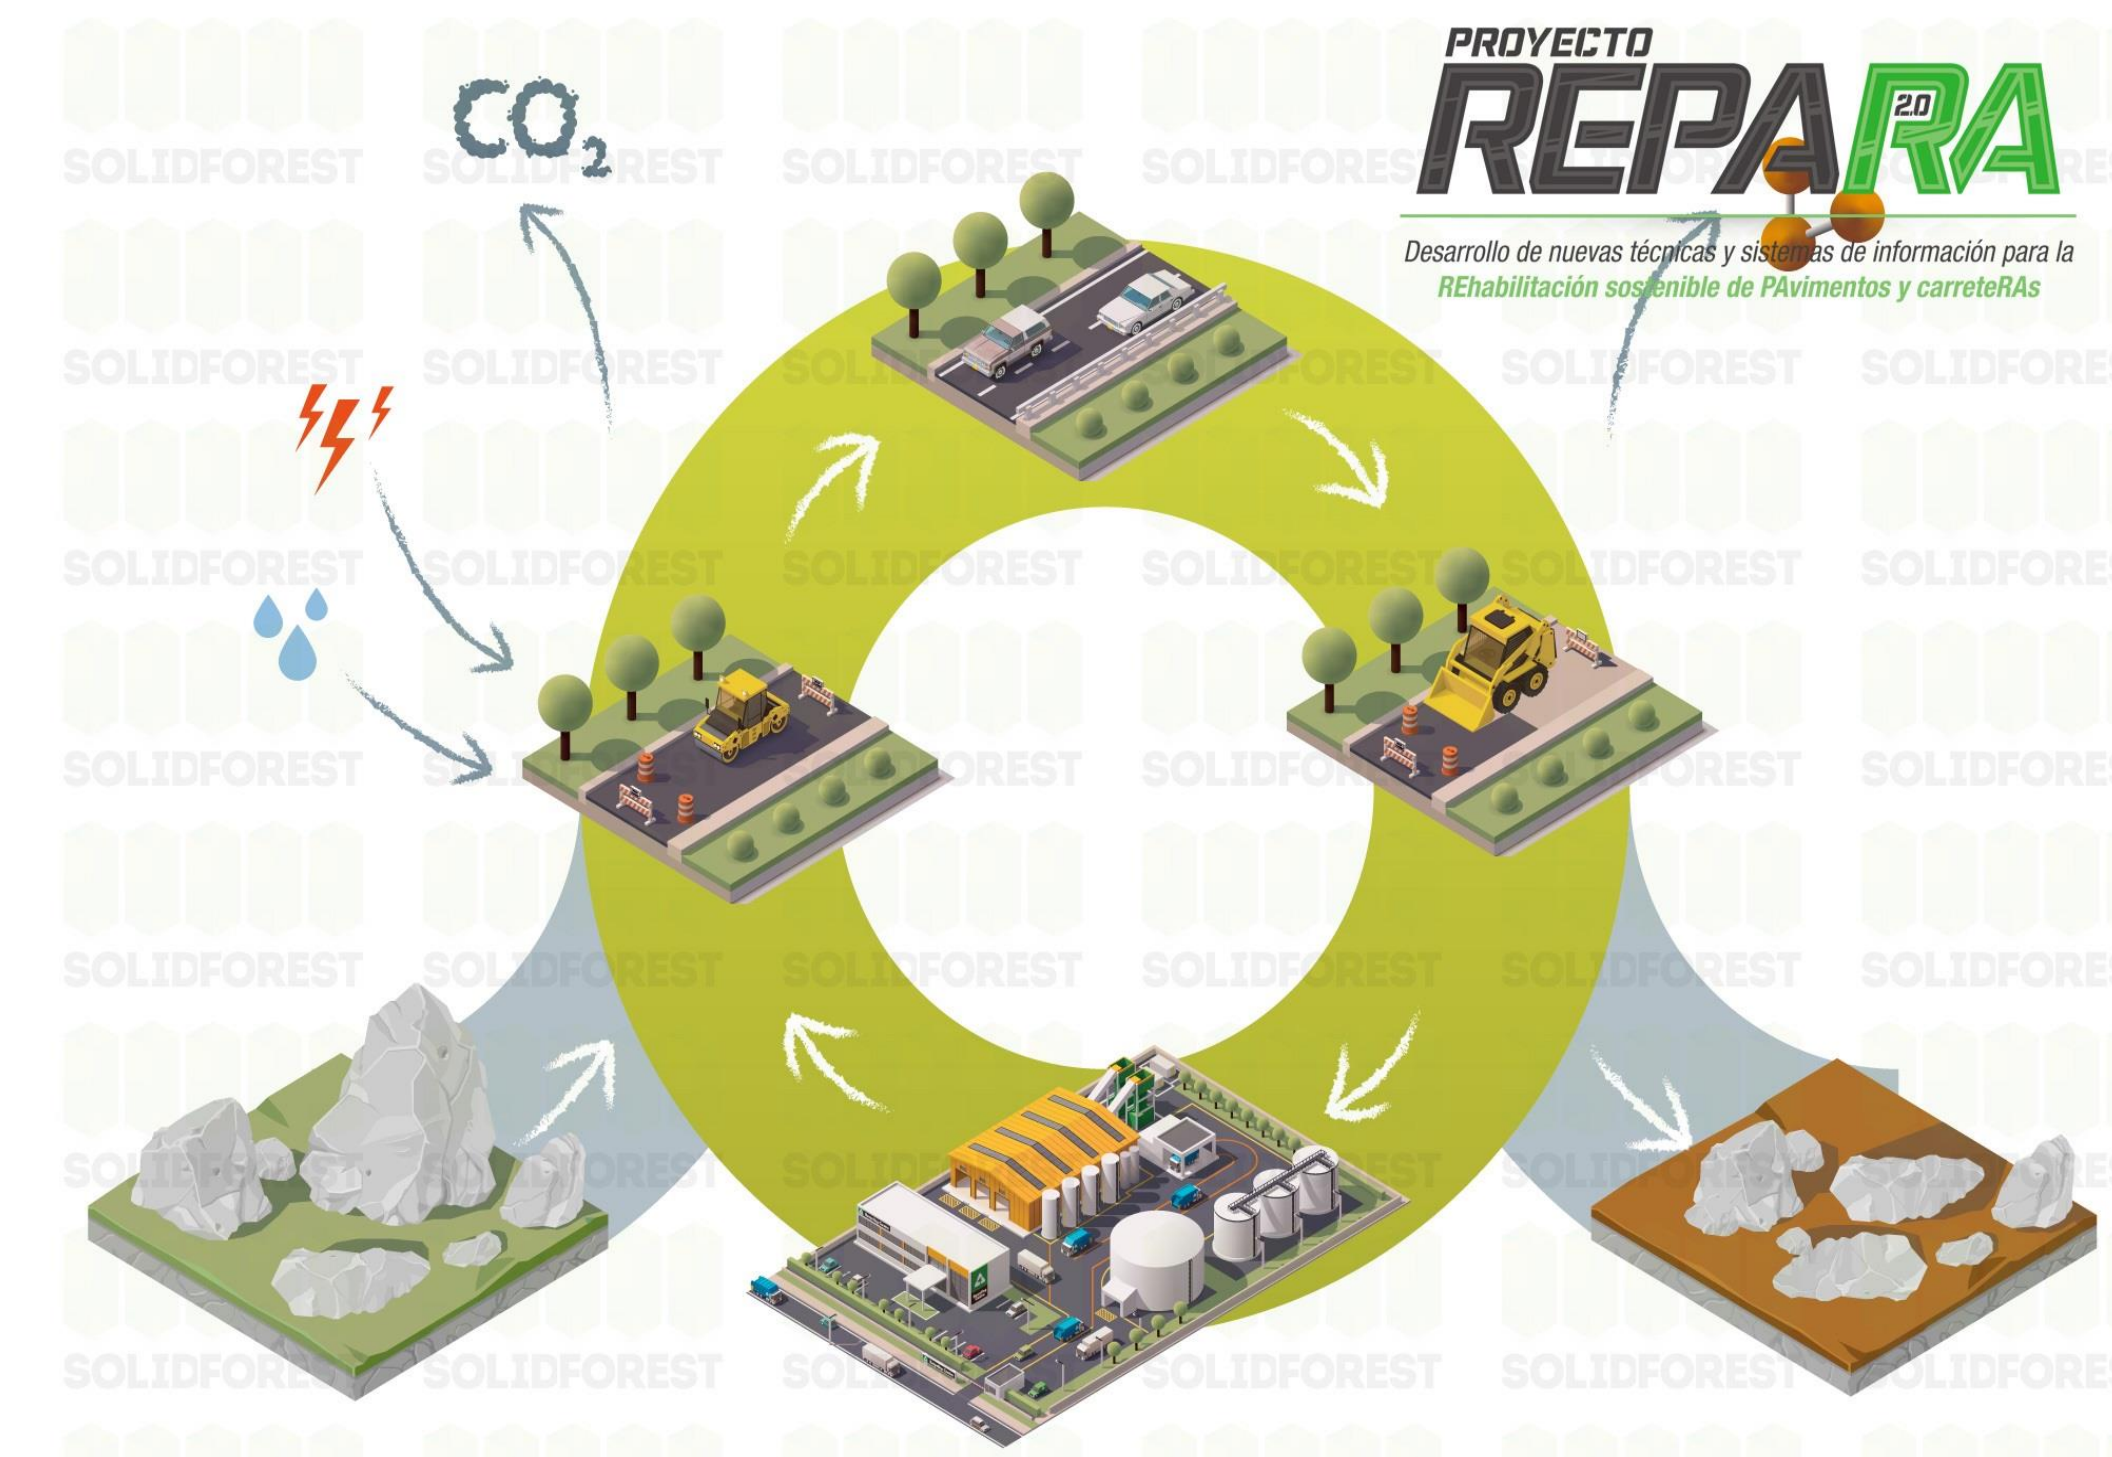 PROYECTO
REPARA
2.0
Desarrollo de nuevas técnicas y sistemas de información para la
REhabilitación sostenible de PAvimentos y carreteRAs
CO₂
SOLIDFOREST